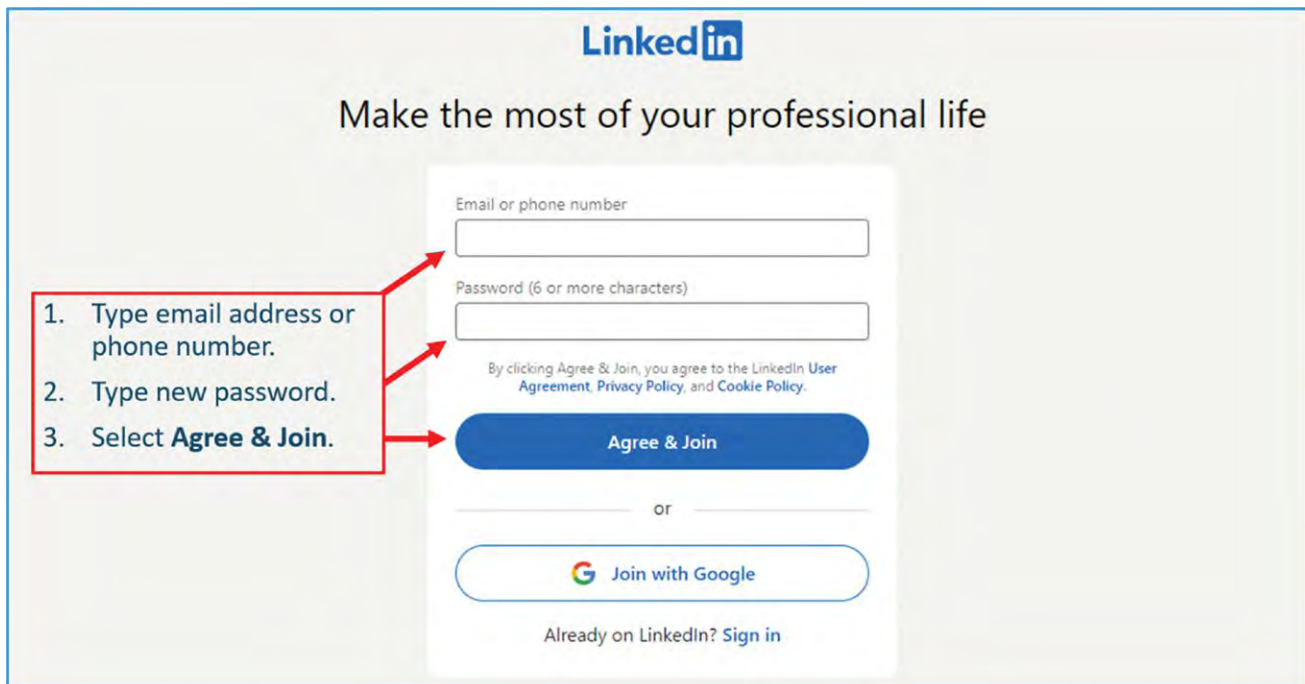 LinkedIn
Make the most of your professional life
Email or phone number
Password (6 or more characters)
1. Type email address or
phone number.
2. Type new password.
3. Select Agree & Join.
By clicking Agree & Join, you agree to the LinkedIn User
Agreement, Privacy Policy, and Cookie Policy.
Agree & Join
or
Join with Google
Already on LinkedIn? Sign in